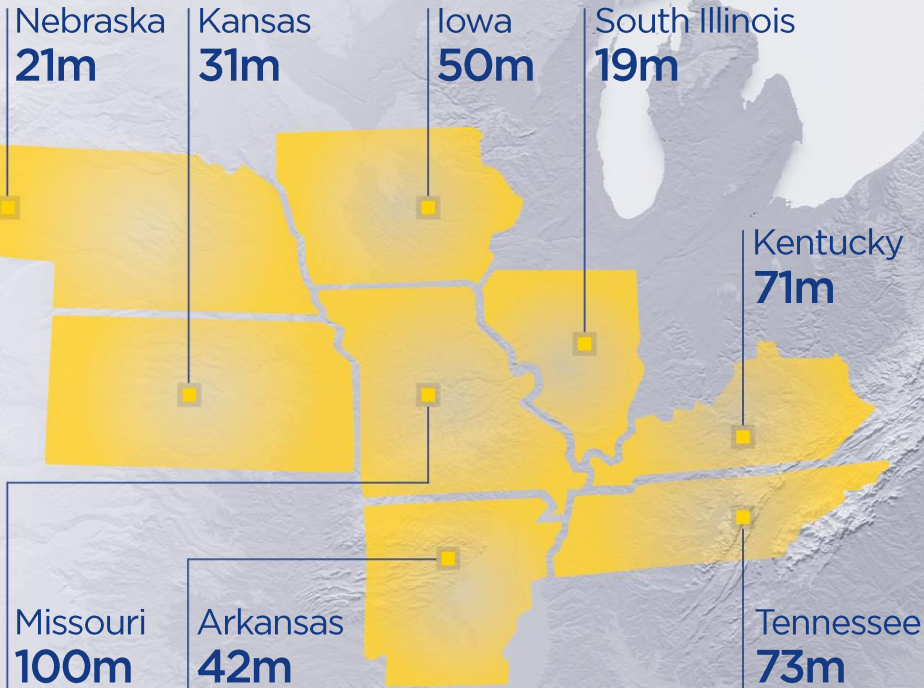 Nebraska
21m
Kansas
31m
Iowa
50m
South Illinois
19m
Kentucky
71m
Missouri
100m
Arkansas
42m
Tennessee
73m